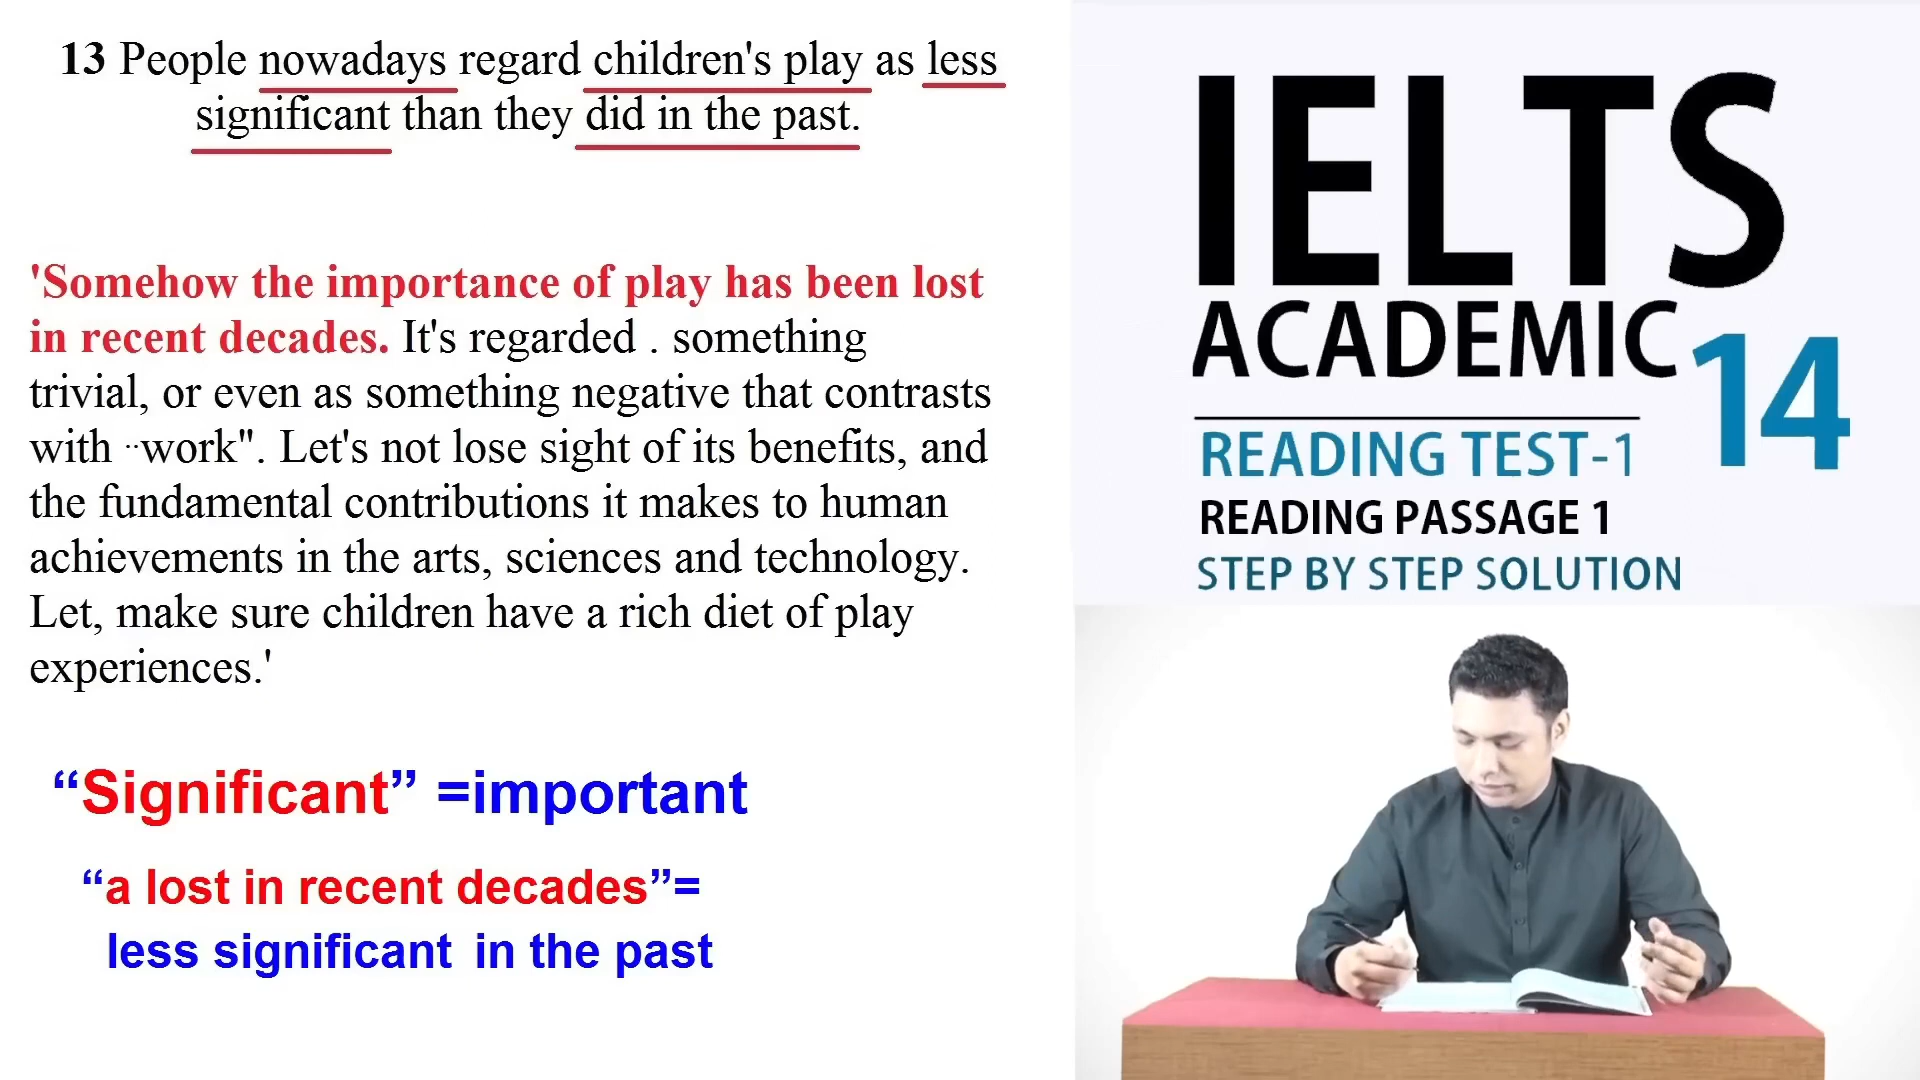 13 People nowadays regard children's play as less
significant than they did in the past.
'Somehow the importance of play has been lost
in recent decades. It's regarded . something
trivial, or even as something negative that contrasts
with ··work". Let's not lose sight of its benefits, and
the fundamental contributions it makes to human
achievements in the arts, sciences and technology.
Let, make sure children have a rich diet of play
experiences.'
“Significant” =important
“a lost in recent decades”=
less significant in the past
IELTS
ACADEMIC 14
READING TEST-1
READING PASSAGE 1
STEP BY STEP SOLUTION